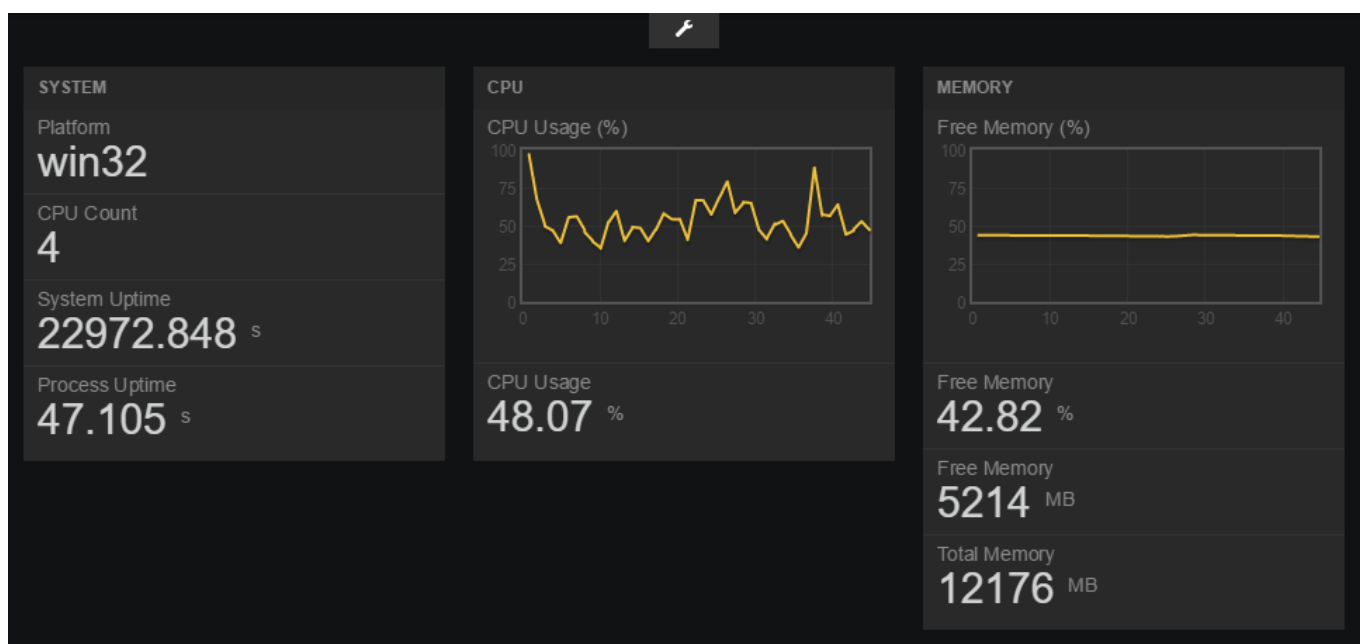 SYSTEM
Platform
win32
CPU Count
4
System Uptime
22972.848 s
Process Uptime
47.105 s
CPU
CPU Usage (%)
100
75
50
25
0
0 10 20 30 40
CPU Usage
48.07 %
MEMORY
Free Memory (%)
100
75
50
25
0
0 10 20 30 40
Free Memory
42.82 %
Free Memory
5214 MB
Total Memory
12176 MB